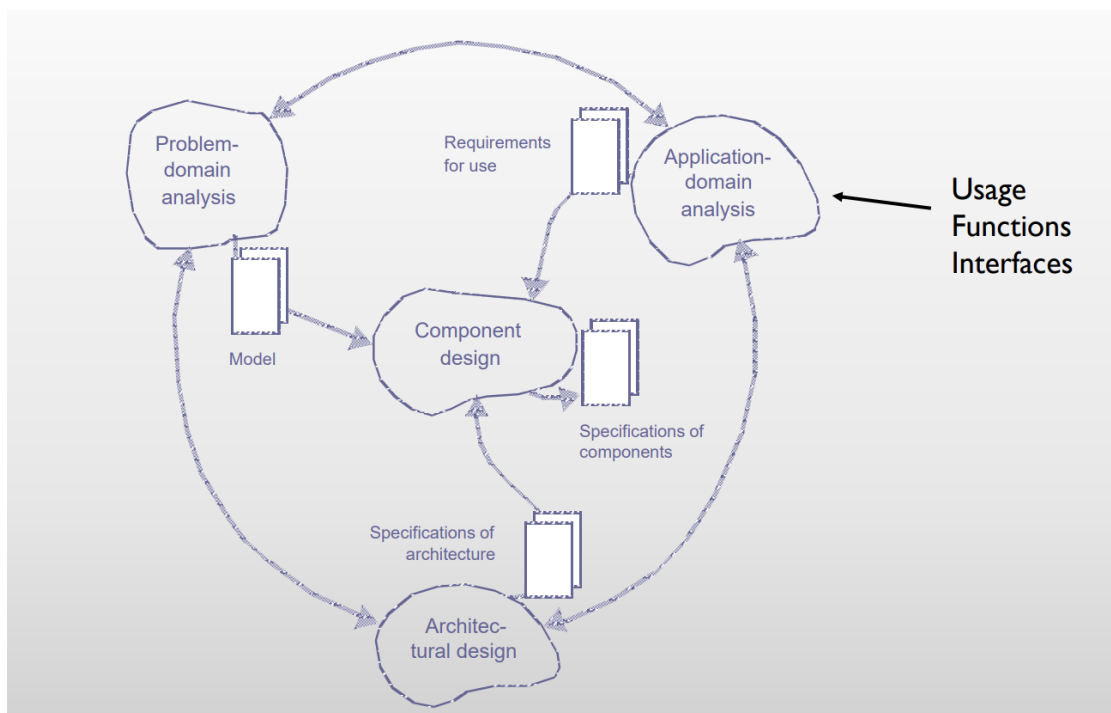 Problem-
domain
analysis
Requirements
for use
Application-
domain
analysis
Usage
Functions
Interfaces
Model
Component
design
Specifications of
components
Specifications of
architecture
Architec-
tural design